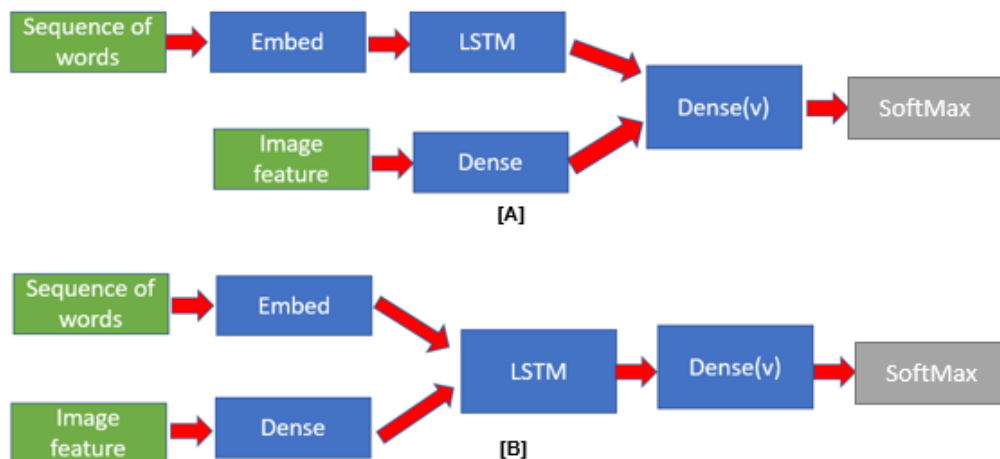 Sequence of
words
Embed
LSTM
Dense(v)
SoftMax
Image
feature
Dense
[A]
Sequence of
words
Embed
LSTM
Dense(v)
SoftMax
Image
feature
Dense
[B]